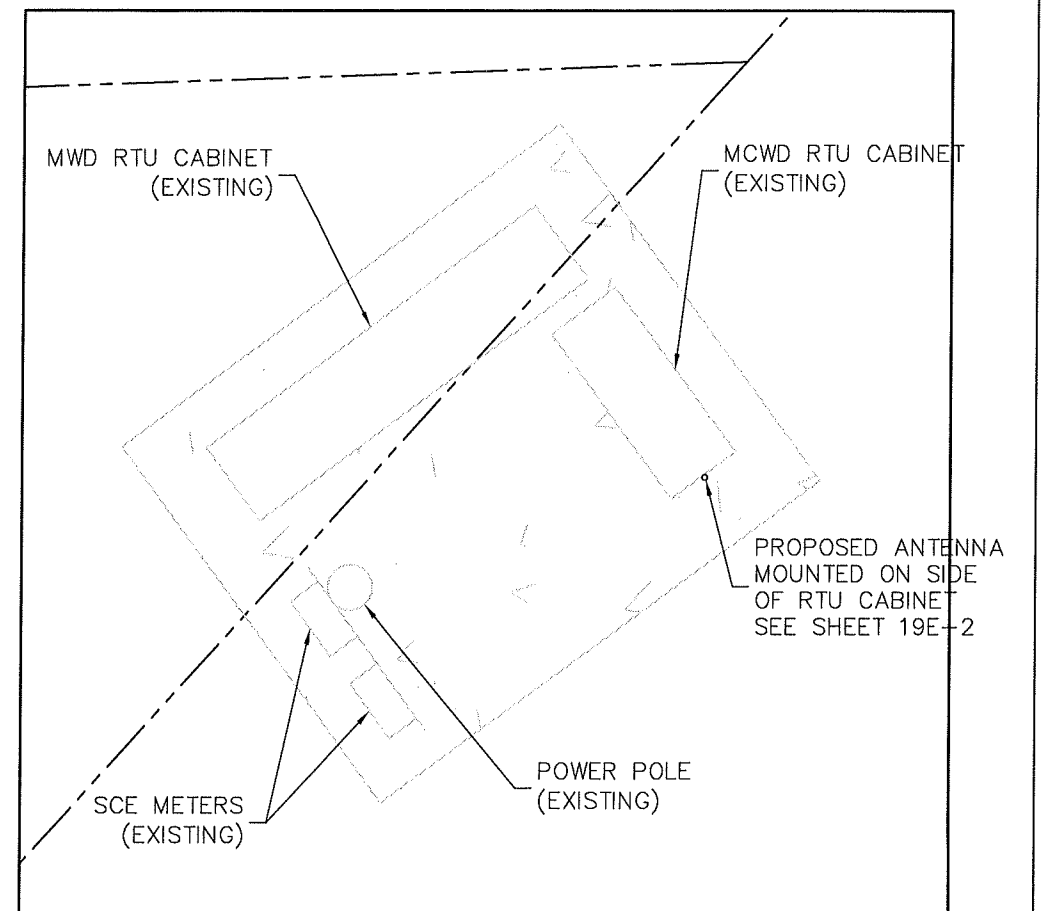 MWD RTU CABINET
(EXISTING)
MCWD RTU CABINET
(EXISTING)
PROPOSED ANTENNA
MOUNTED ON SIDE
OF RTU CABINET
SEE SHEET 19E-2
POWER POLE
(EXISTING)
SCE METERS
(EXISTING)